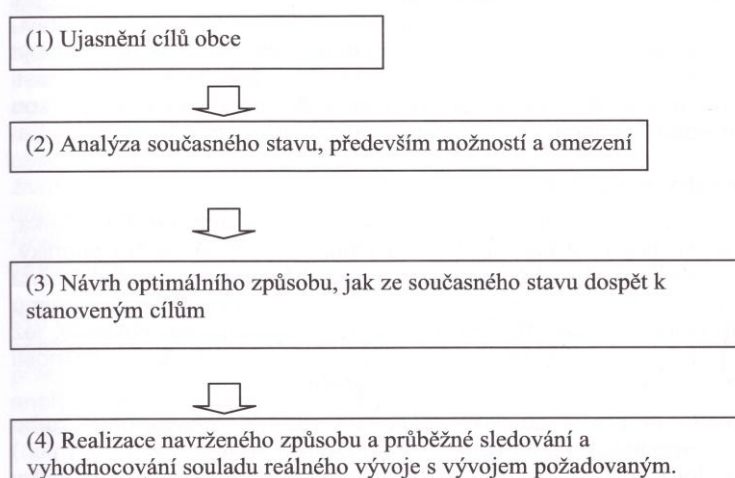 (1) Ujasnění cílů obce
(2) Analýza současného stavu, především možností a omezení
(3) Návrh optimálního způsobu, jak ze současného stavu dospět k
stanoveným cílům
(4) Realizace navrženého způsobu a průběžné sledování a
vyhodnocování souladu reálného vývoje s vývojem požadovaným.